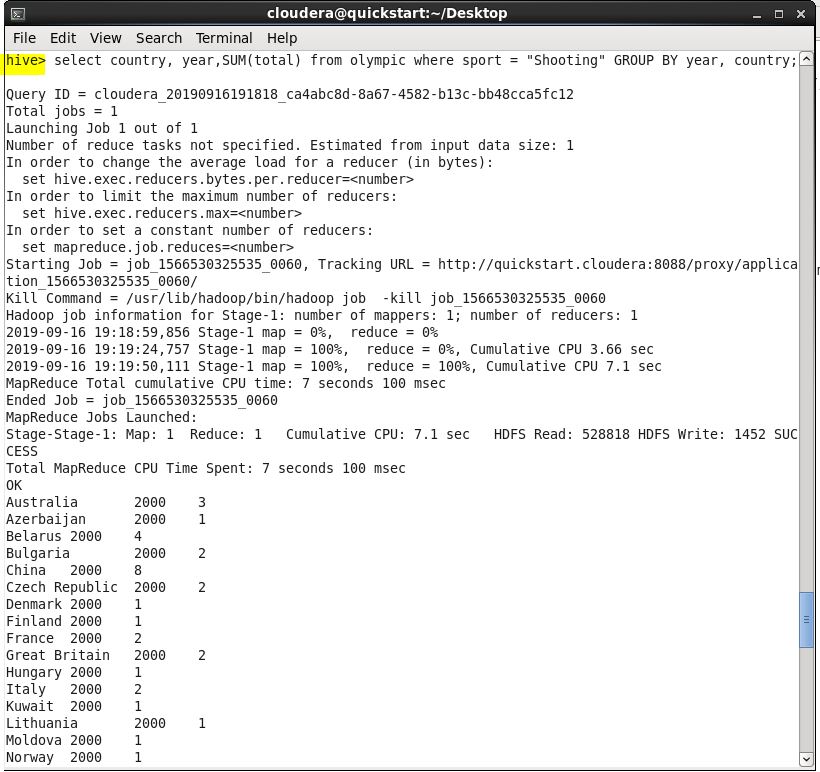 cloudera@quickstart:~/Desktop
File Edit View Search Terminal Help
hive> select country, year,SUM(total) from olympic where sport = "Shooting" GROUP BY year, country;
Query ID = cloudera_20190916191818_ca4abc8d-8a67-4582-b13c-bb48cca5fc12
Total jobs = 1
Launching Job 1 out of 1
Number of reduce tasks not specified. Estimated from input data size: 1
In order to change the average load for a reducer (in bytes):
  set hive.exec.reducers.bytes.per.reducer=<number>
In order to limit the maximum number of reducers:
  set hive.exec.reducers.max=<number>
In order to set a constant number of reducers:
  set mapreduce.job.reduces=<number>
Starting Job = job_1566530325535_0060, Tracking URL = http://quickstart.cloudera:8088/proxy/applica
tion_1566530325535_0060/
Kill Command = /usr/lib/hadoop/bin/hadoop job  -kill job_1566530325535_0060
Hadoop job information for Stage-1: number of mappers: 1; number of reducers: 1
2019-09-16 19:18:59,856 Stage-1 map = 0%,  reduce = 0%
2019-09-16 19:19:24,757 Stage-1 map = 100%,  reduce = 0%, Cumulative CPU 3.66 sec
2019-09-16 19:19:50,111 Stage-1 map = 100%,  reduce = 100%, Cumulative CPU 7.1 sec
MapReduce Total cumulative CPU time: 7 seconds 100 msec
Ended Job = job_1566530325535_0060
MapReduce Jobs Launched:
Stage-Stage-1: Map: 1  Reduce: 1   Cumulative CPU: 7.1 sec   HDFS Read: 528818 HDFS Write: 1452 SUC
CESS
Total MapReduce CPU Time Spent: 7 seconds 100 msec
OK
Australia	2000	3
Azerbaijan	2000	1
Belarus	2000	4
Bulgaria	2000	2
China	2000	8
Czech Republic	2000	2
Denmark	2000	1
Finland	2000	1
France	2000	2
Great Britain	2000	2
Hungary	2000	1
Italy	2000	2
Kuwait	2000	1
Lithuania	2000	1
Moldova	2000	1
Norway	2000	1